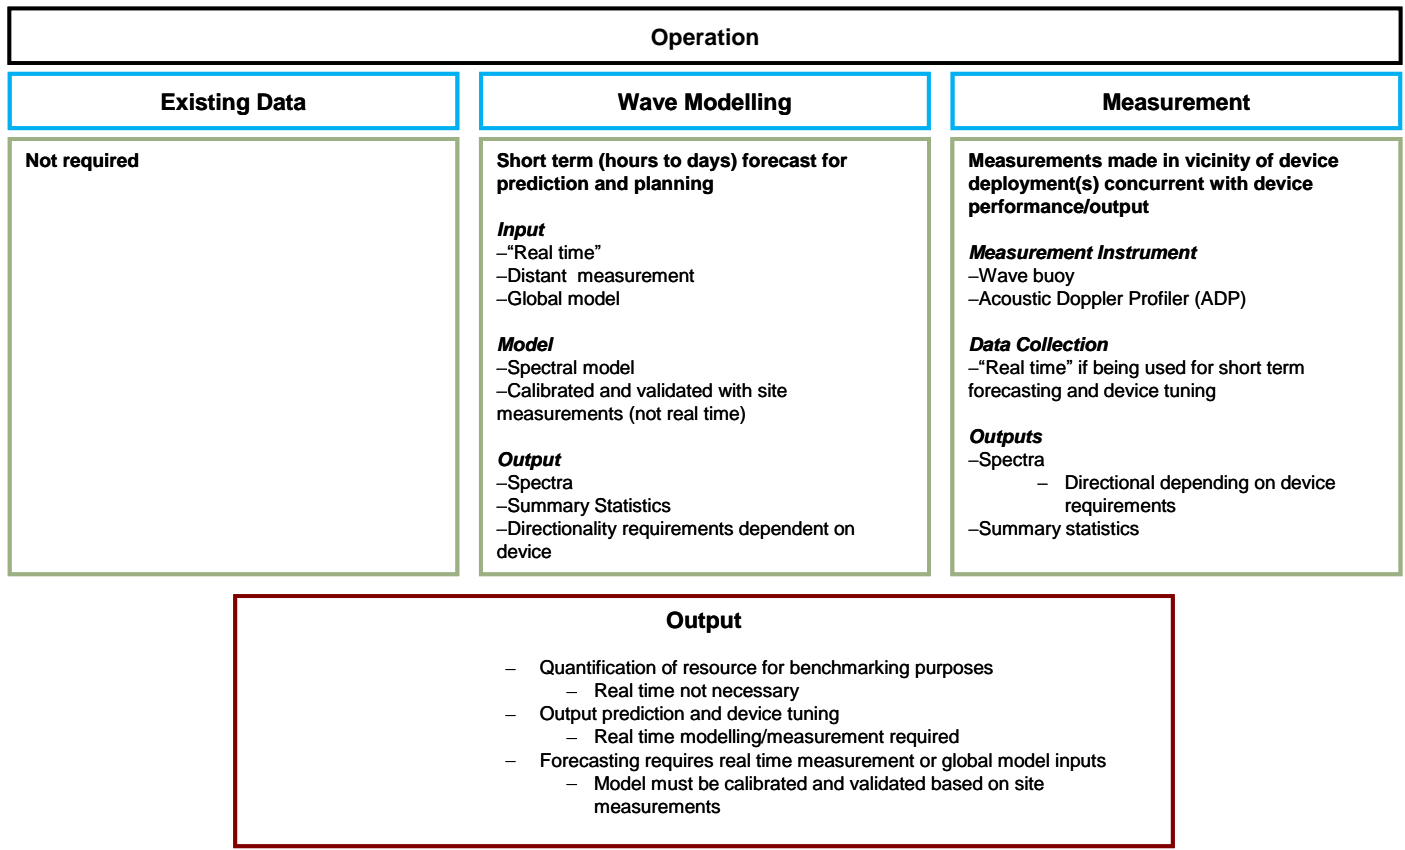 Operation
Existing Data
Not required
Wave Modelling
Short term (hours to days) forecast for
prediction and planning
Input
–“Real time”
–Distant measurement
–Global model
Model
–Spectral model
–Calibrated and validated with site
measurements (not real time)
Output
–Spectra
–Summary Statistics
–Directionality requirements dependent on
device
Measurement
Measurements made in vicinity of device
deployment(s) concurrent with device
performance/output
Measurement Instrument
–Wave buoy
–Acoustic Doppler Profiler (ADP)
Data Collection
–“Real time” if being used for short term
forecasting and device tuning
Outputs
–Spectra
– Directional depending on device
requirements
–Summary statistics
Output
– Quantification of resource for benchmarking purposes
– Real time not necessary
– Output prediction and device tuning
– Real time modelling/measurement required
– Forecasting requires real time measurement or global model inputs
– Model must be calibrated and validated based on site
measurements